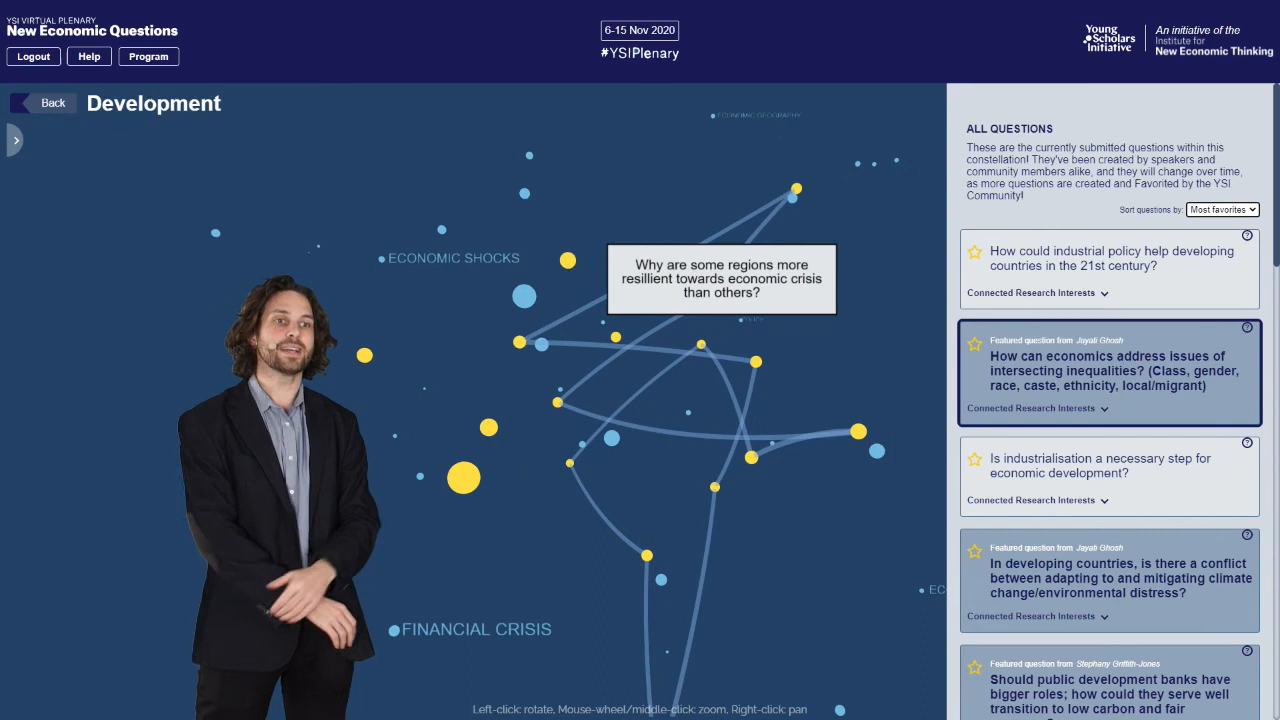 YSI VIRTUAL PLENARY
New Economic Questions
Logout
Help
Program
6-15 Nov 2020
#YSIPlenary
Young
Scholars
Initiative
An initiative of the
Institute for
New Economic Thinking
Back
Development
ECONOMIC GEOGRAPHY
ECONOMIC SHOCKS
Why are some regions more
resillient towards economic crisis
than others?
FINANCIAL CRISIS
EC
Left-click: rotate, Mouse-wheel/middle-click: zoom, Right-click: pan
ALL QUESTIONS
These are the currently submitted questions within this
constellation! They've been created by speakers and
community members alike, and they will change over time,
as more questions are created and Favorited by the YSI
Community!
Sort questions by:
Most favorites
How could industrial policy help developing
countries in the 21st century?
Connected Research Interests
Featured question from Jayati Ghosh
How can economics address issues of
intersecting inequalities? (Class, gender,
race, caste, ethnicity, local/migrant)
Connected Research Interests
Is industrialisation a necessary step for
economic development?
Connected Research Interests
Featured question from Jayati Ghosh
In developing countries, is there a conflict
between adapting to and mitigating climate
change/environmental distress?
Connected Research Interests
Featured question from Stephany Griffith-Jones
Should public development banks have
bigger roles; how could they serve well
transition to low carbon and fair